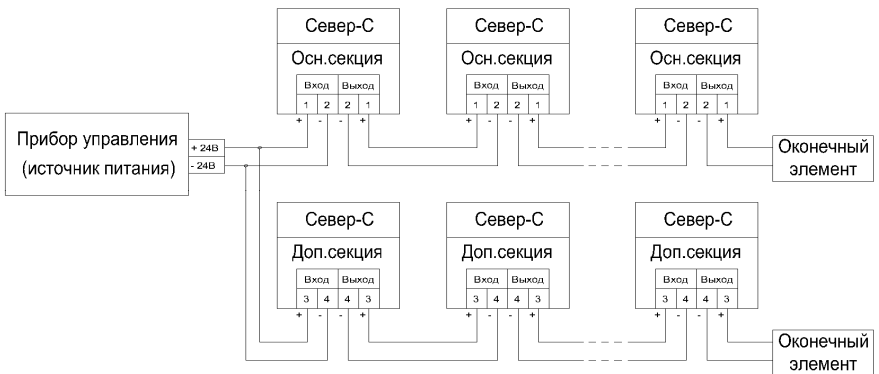 Север-С Север-С Север-С
Осн.секция Осн.секция Осн.секция
Вход Выход Вход Выход Вход Выход
1 2 2 1 1 2 2 1 1 2 2 1
+ - - + + - - + + - - +
Прибор управления
(источник питания)
+ 24В
- 24В
Оконечный
элемент
Север-С Север-С Север-С
Доп.секция Доп.секция Доп.секция
Вход Выход Вход Выход Вход Выход
3 4 4 3 3 4 4 3 3 4 4 3
+ - - + + - - + + - - +
Оконечный
элемент